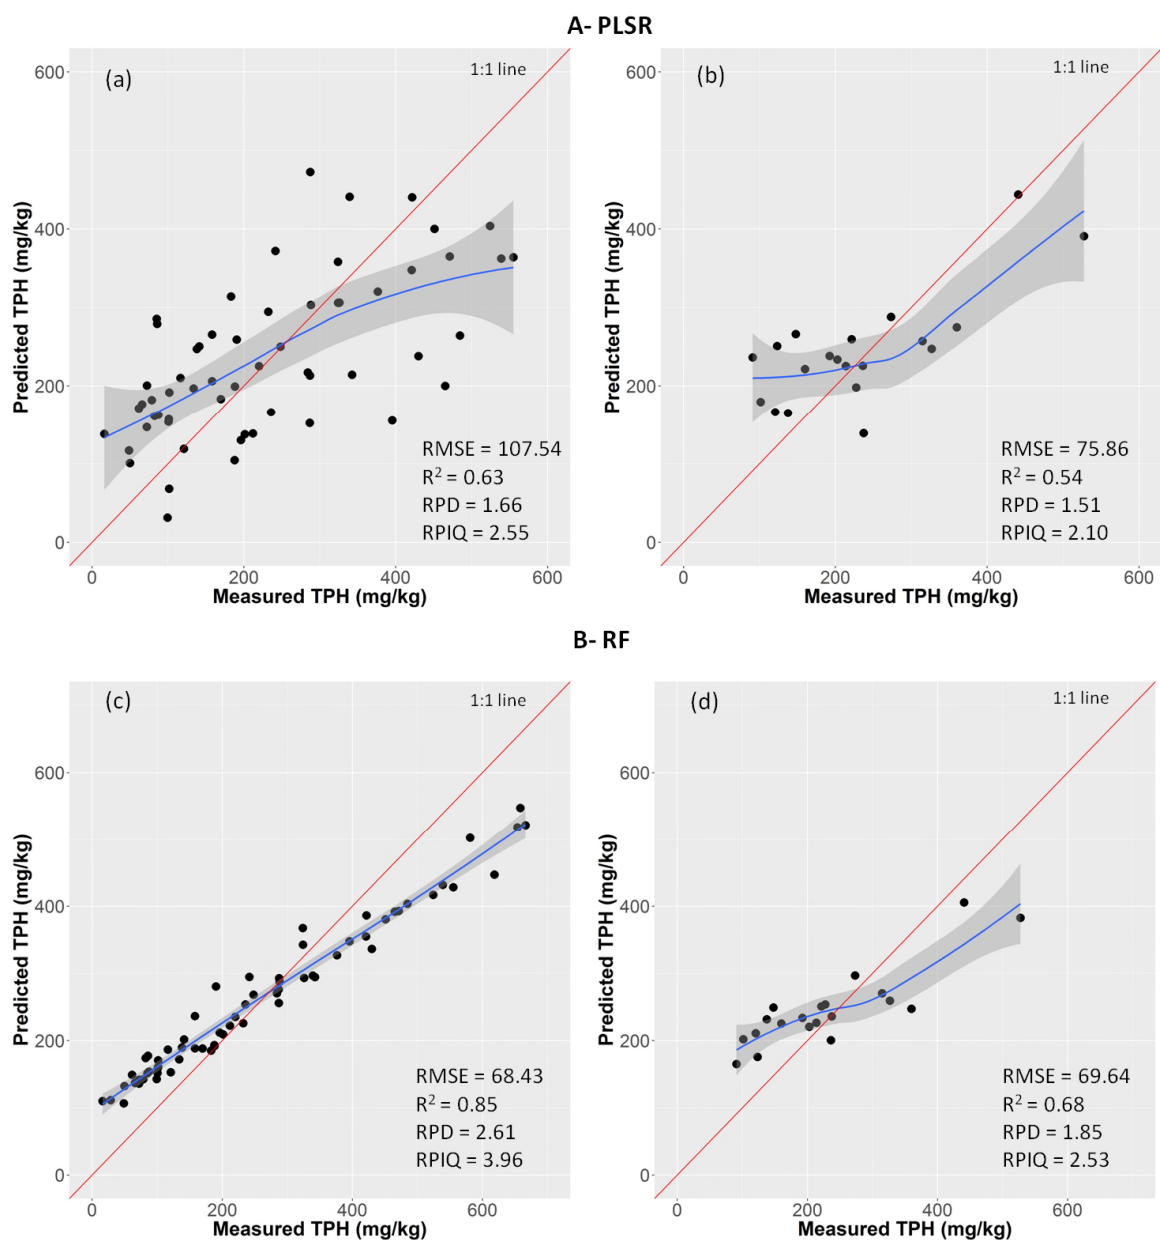 A- PLSR
(a)
1:1 line
600
400
200
0
Predicted TPH (mg/kg)
RMSE = 107.54
R² = 0.63
RPD = 1.66
RPIQ = 2.55
0 200 400 600
Measured TPH (mg/kg)
(b)
1:1 line
600
400
200
0
Predicted TPH (mg/kg)
RMSE = 75.86
R² = 0.54
RPD = 1.51
RPIQ = 2.10
0 200 400 600
Measured TPH (mg/kg)
B- RF
(c)
1:1 line
600
400
200
0
Predicted TPH (mg/kg)
RMSE = 68.43
R² = 0.85
RPD = 2.61
RPIQ = 3.96
0 200 400 600
Measured TPH (mg/kg)
(d)
1:1 line
600
400
200
0
Predicted TPH (mg/kg)
RMSE = 69.64
R² = 0.68
RPD = 1.85
RPIQ = 2.53
0 200 400 600
Measured TPH (mg/kg)